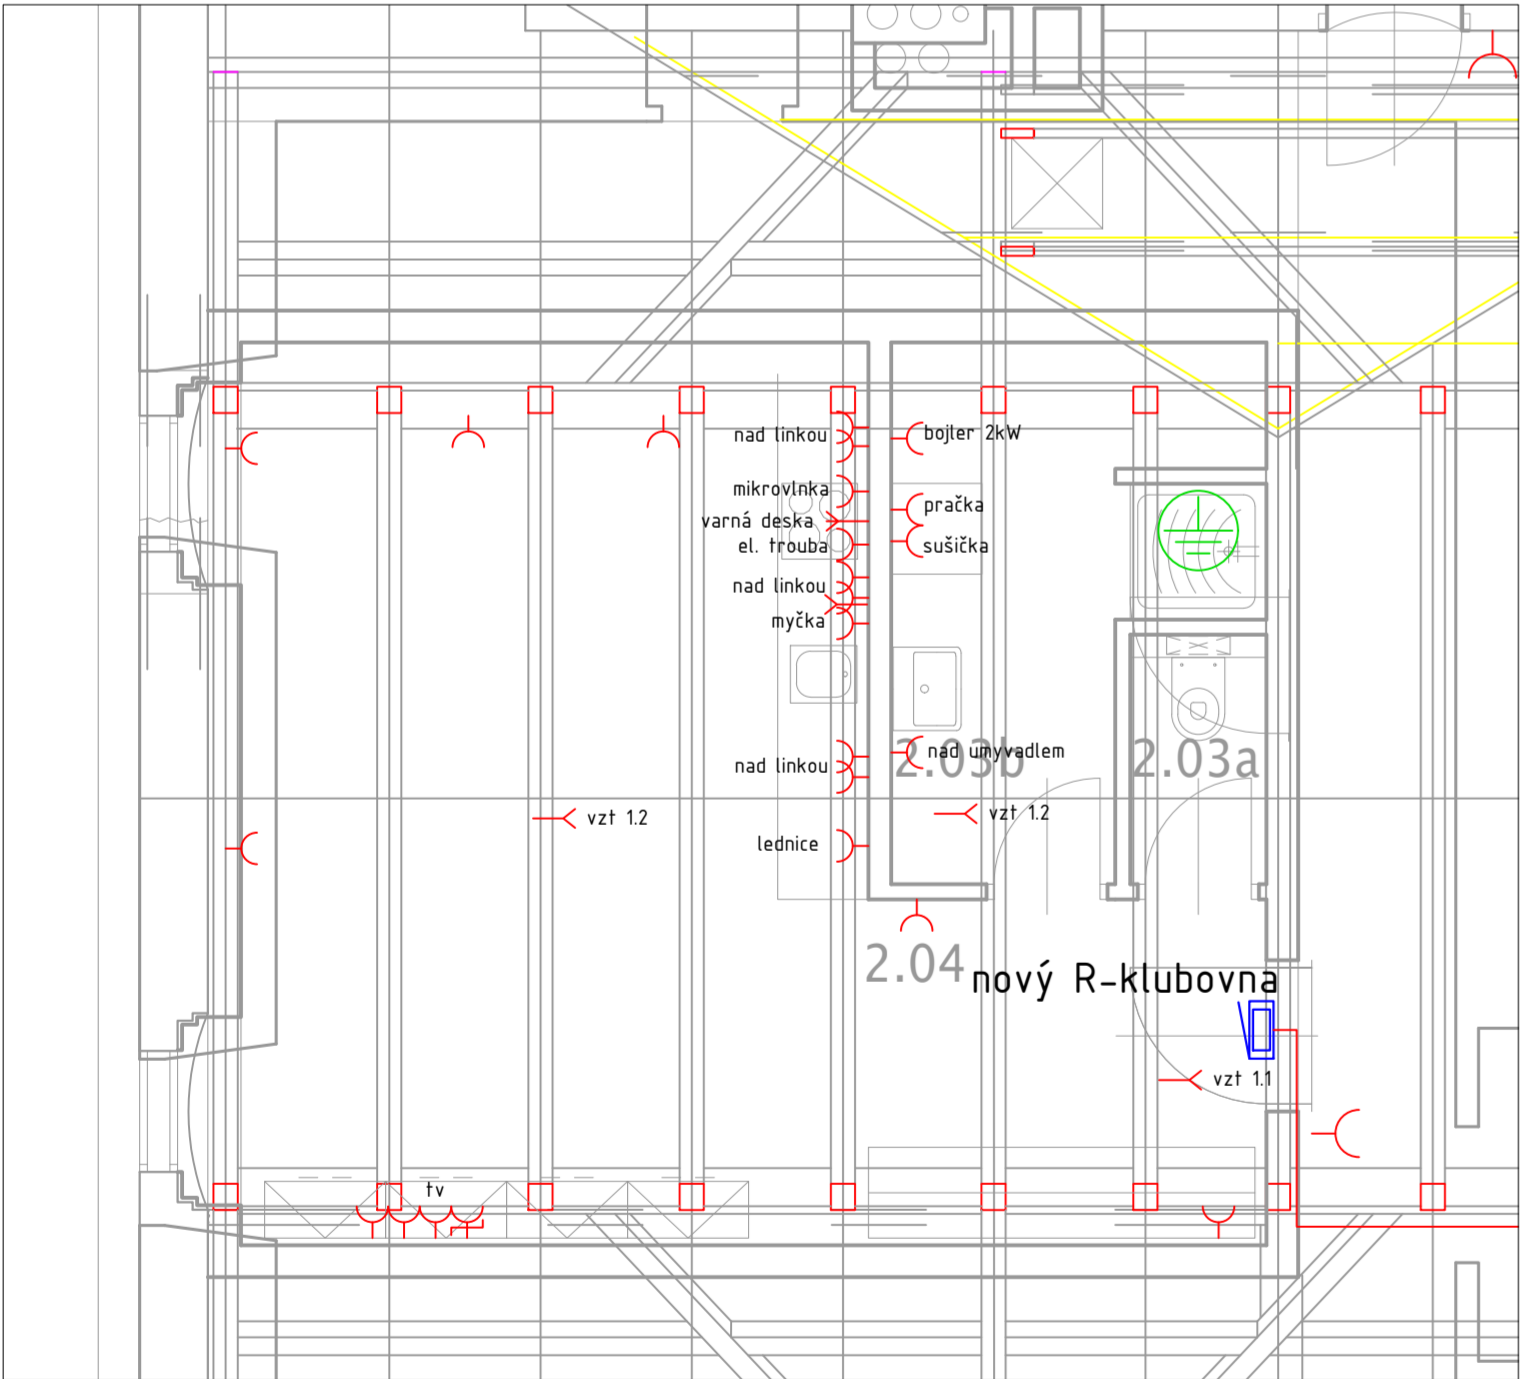 nad linkou
bojler 2kW
mikrovlnka
pračka
varná deska
el. trouba
sušička
nad linkou
myčka
nad umyvadlem
2.03b
2.03a
nad linkou
vzt 1.2
vzt 1.2
lednice
2.04
nový R-klubovna
vzt 1.1
tv